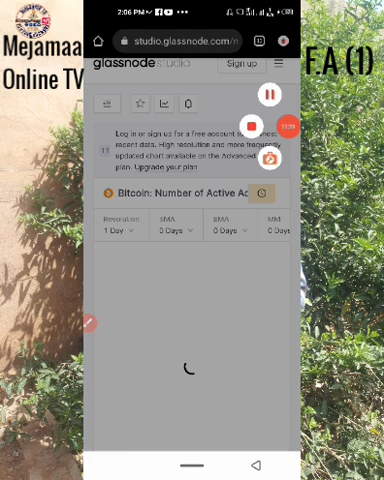 2:06 PM
Mejamaa
Online TV
F.A (1)
studio.glassnode.com/n
glassnode studio
Sign up
Log in or sign up for a free account to
recent data. High resolution and more frequently
updated chart available on the Advanced
plan. Upgrade your plan
Bitcoin: Number of Active Ac
Resolution SMA EMA MM
1 Day 0 Days 0 Days 0 Days